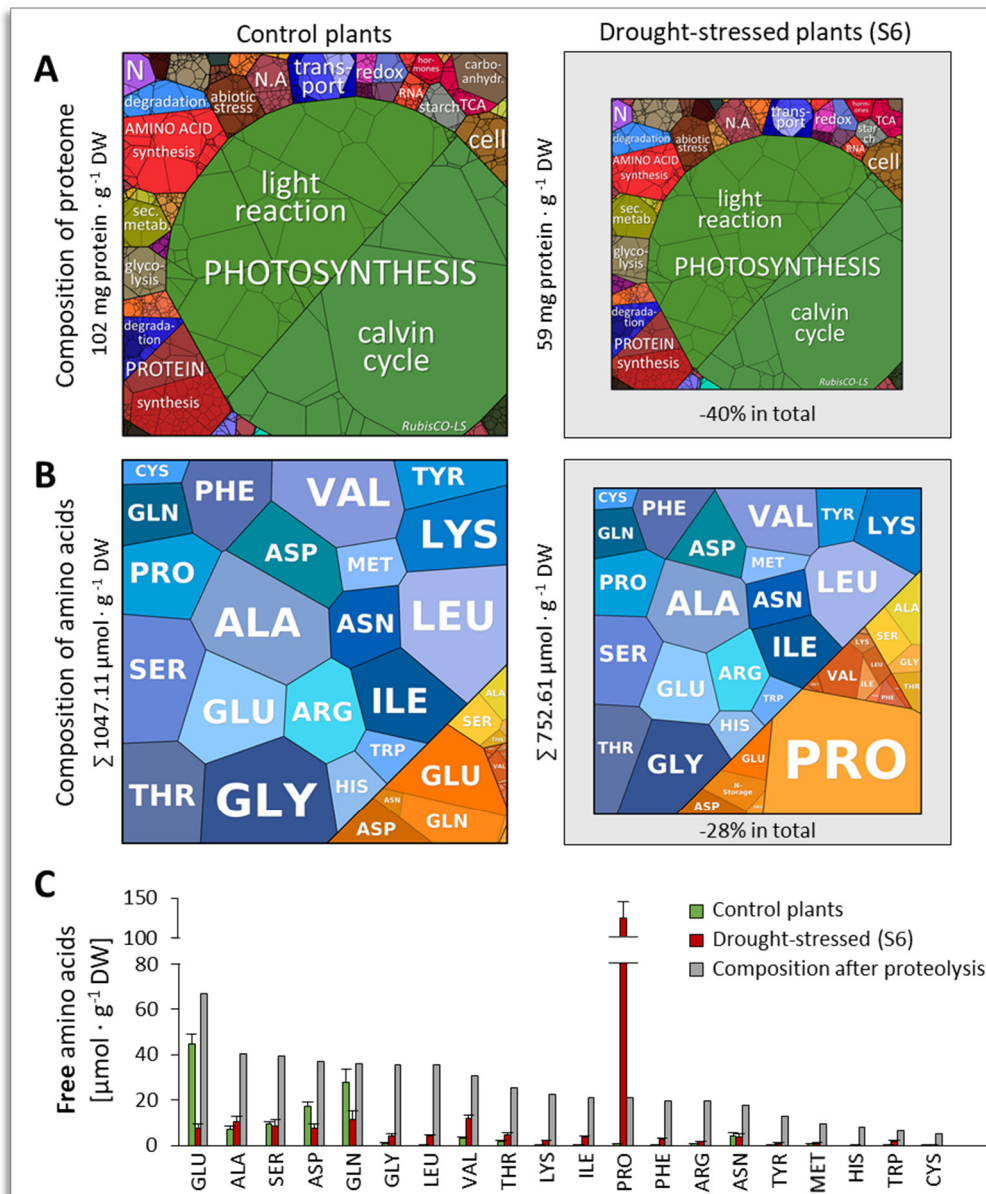 Control plants
Drought-stressed plants (S6)
A
Composition of proteome
102 mg protein · g⁻¹ DW
N
degradation
abiotic
stress
N.A
trans-
port
redox
hor-
mones
carbo-
anhydr.
RNA
starch
TCA
cell
AMINO ACID
synthesis
sec.
metab.
glyco-
lysis
degrada-
tion
PROTEIN
synthesis
light
reaction
PHOTOSYNTHESIS
calvin
cycle
RubisCO-LS
59 mg protein · g⁻¹ DW
N
degradation
abiotic
stress
N.A
trans-
port
redox
hor-
mones
TCA
star
ch
RNA
cell
AMINO ACID
synthesis
sec.
metab.
glyco-
lysis
degrada-
tion
PROTEIN
synthesis
light
reaction
PHOTOSYNTHESIS
calvin
cycle
RubisCO-LS
-40% in total
B
Composition of amino acids
∑ 1047.11 µmol · g⁻¹ DW
CYS
PHE
VAL
TYR
GLN
ASP
MET
LYS
PRO
ALA
ASN
LEU
SER
GLU
ARG
ILE
TRP
THR
GLY
HIS
ALA
SER
THR
VAL
GLU
ASN
ASP
GLN
∑ 752.61 µmol · g⁻¹ DW
CYS
PHE
VAL
TYR
LYS
GLN
ASP
MET
PRO
ALA
ASN
LEU
SER
GLU
ARG
ILE
TRP
HIS
THR
GLY
ALA
SER
LYS
LEU
GLY
VAL
ILE
PHE
THR
GLU
PRO
N-
Storage
ASP
-28% in total
C
Free amino acids
[µmol · g⁻¹ DW]
150
100
80
60
40
20
0
Control plants
Drought-stressed (S6)
Composition after proteolysis
GLU
ALA
SER
ASP
GLN
GLY
LEU
VAL
THR
LYS
ILE
PRO
PHE
ARG
ASN
TYR
MET
HIS
TRP
CYS